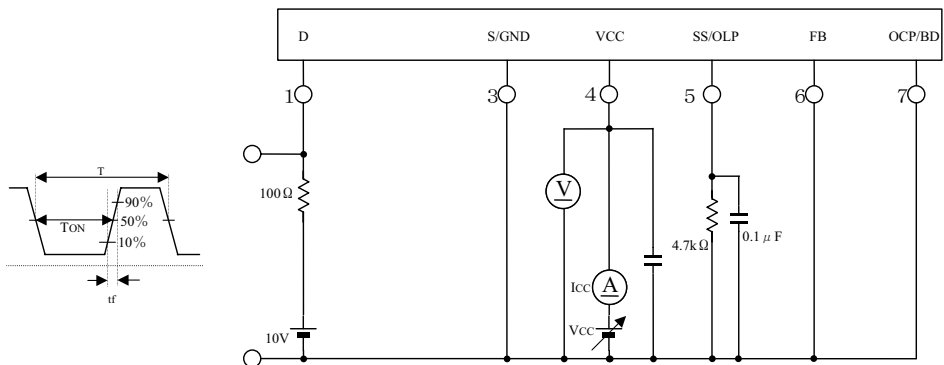 D S/GND VCC SS/OLP FB OCP/BD
1 3 4 5 6 7
T
90%
TON 50%
10%
tf
100Ω
V
4.7kΩ 0.1μF
ICC A
10V VCC